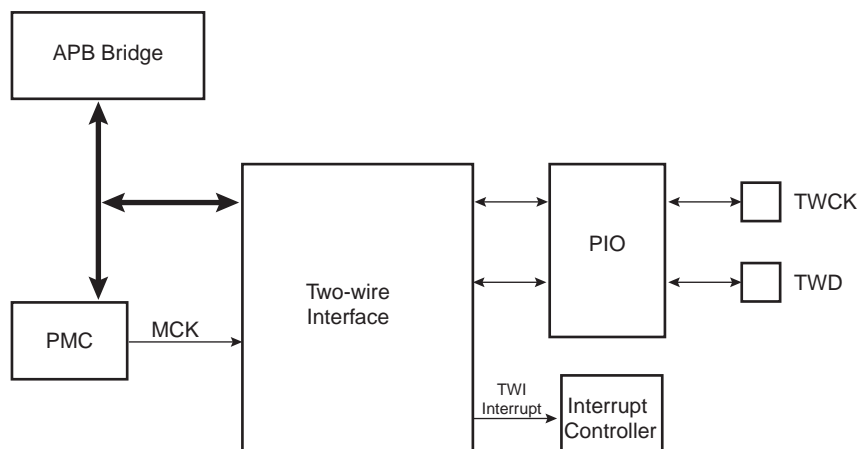 APB Bridge
TWCK
PIO
Two-wire
Interface
TWD
PMC
MCK
TWI
Interrupt
Interrupt
Controller